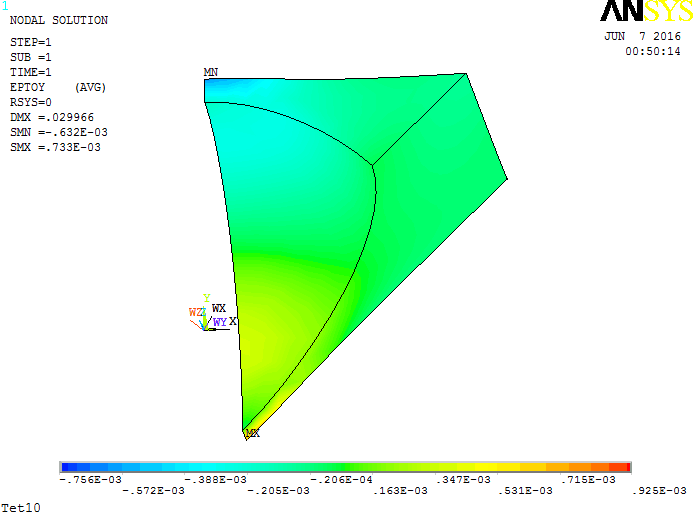 1
NODAL SOLUTION
ANSYS
JUN 7 2016
00:50:14
STEP=1
SUB =1
TIME=1
EPTOY (AVG)
RSYS=0
DMX =.029966
SMN =-.632E-03
SMX =.733E-03
MN
Y
WX
WZ
WY X
MX
-.756E-03 -.388E-03 -.206E-04 .347E-03 .715E-03
-.572E-03 -.205E-03 .163E-03 .531E-03 .925E-03
Tet10